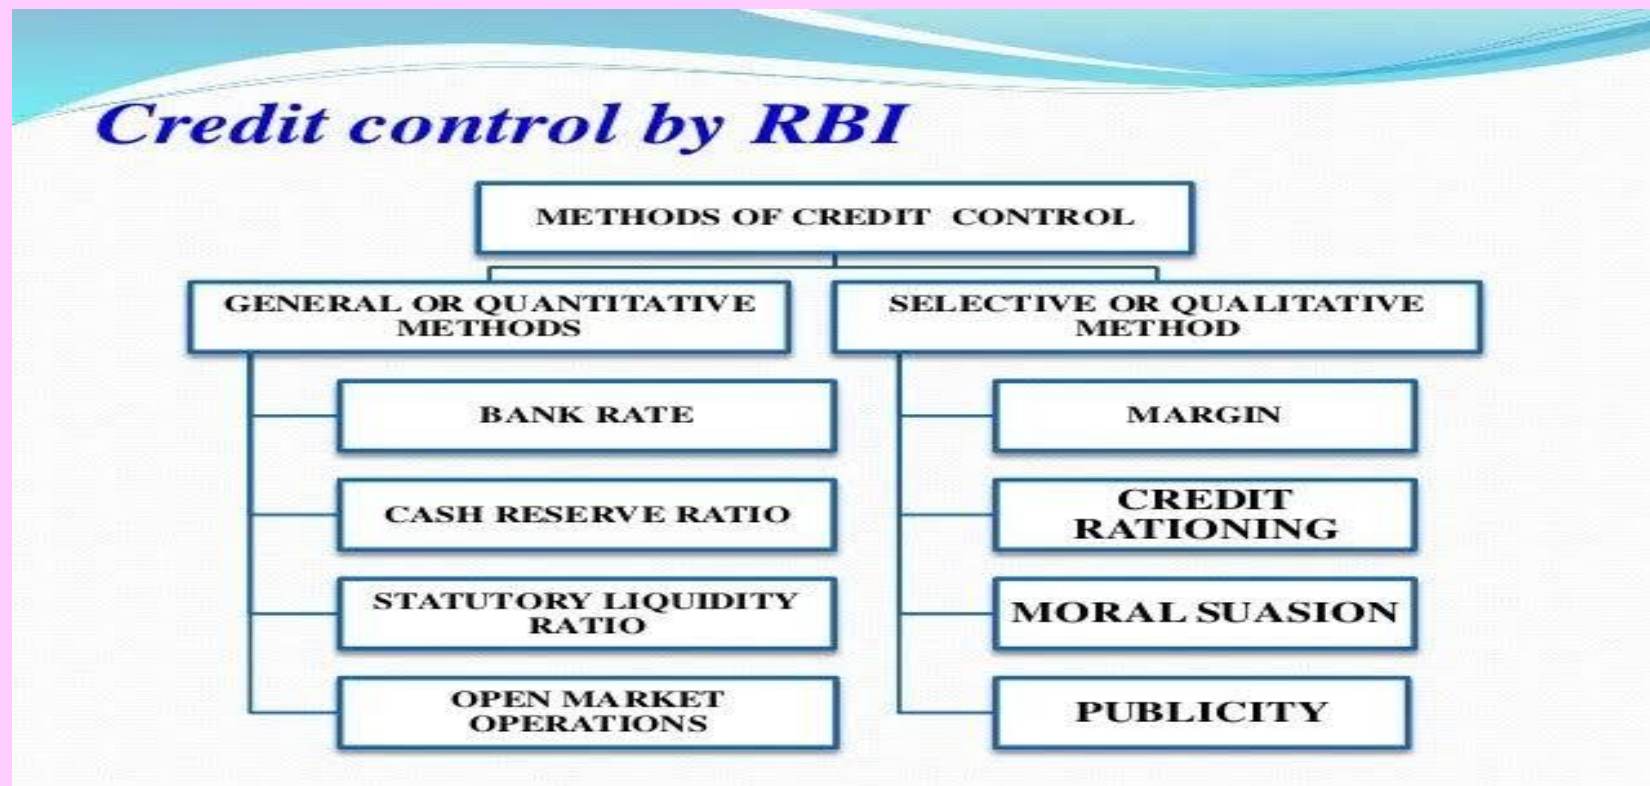 Credit control by RBI
METHODS OF CREDIT CONTROL
GENERAL OR QUANTITATIVE
METHODS
BANK RATE
CASH RESERVE RATIO
STATUTORY LIQUIDITY
RATIO
OPEN MARKET
OPERATIONS
SELECTIVE OR QUALITATIVE
METHOD
MARGIN
CREDIT
RATIONING
MORAL SUASION
PUBLICITY